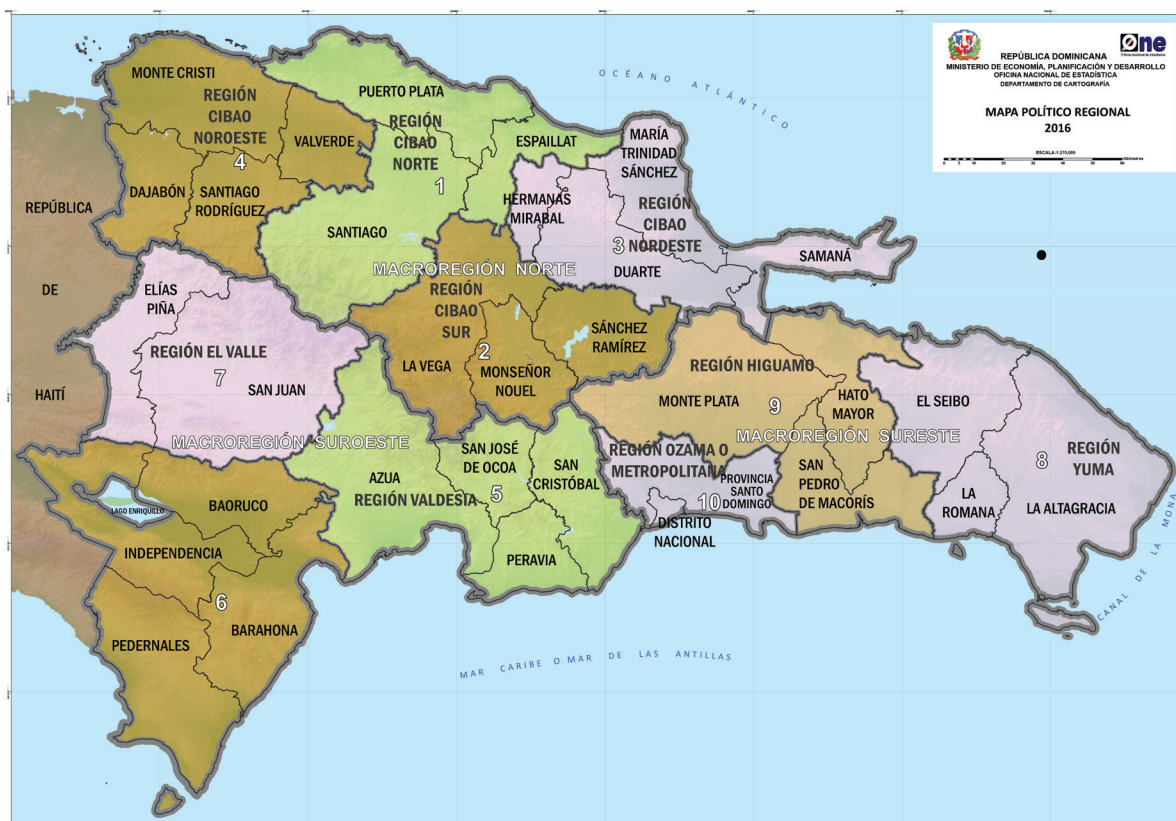 REPÚBLICA DOMINICANA
MINISTERIO DE ECONOMÍA, PLANIFICACIÓN Y DESARROLLO
OFICINA NACIONAL DE ESTADÍSTICA
DEPARTAMENTO DE CARTOGRAFÍA
MAPA POLÍTICO REGIONAL
2016
ESCALA:1:270,000
Kilómetros
One
OCÉANO ATLÁNTICO
MONTE CRISTI
REGIÓN
CIBAO
NOROESTE
4
VALVERDE
DAJABÓN
SANTIAGO
RODRÍGUEZ
PUERTO PLATA
REGIÓN
CIBAO
NORTE
1
ESPAILLAT
SANTIAGO
MARÍA
TRINIDAD
SÁNCHEZ
HERMANAS
MIRABAL
REGIÓN
CIBAO
NORDESTE
3
DUARTE
SAMANÁ
REPÚBLICA
DE
HAITÍ
MACROREGIÓN NORTE
REGIÓN
CIBAO
SUR
2
LA VEGA
MONSEÑOR
NOUEL
SÁNCHEZ
RAMÍREZ
ELÍAS
PIÑA
REGIÓN EL VALLE
7
SAN JUAN
MACROREGIÓN SUROESTE
REGIÓN HIGUAMO
MONTE PLATA
9
HATO
MAYOR
MACROREGIÓN SURESTE
SAN
PEDRO
DE MACORÍS
EL SEIBO
REGIÓN
YUMA
8
LA
ROMANA
LA ALTAGRACIA
REGIÓN OZAMA O
METROPOLITANA
PROVINCIA
SANTO
DOMINGO
10
DISTRITO
NACIONAL
AZUA
REGIÓN VALDESIA
SAN JOSÉ
DE OCOA
5
SAN
CRISTÓBAL
PERAVIA
BAORUCO
LAGO ENRIQUILLO
INDEPENDENCIA
6
PEDERNALES
BARAHONA
MAR CARIBE O MAR DE LAS ANTILLAS
CANAL DE LA MONA